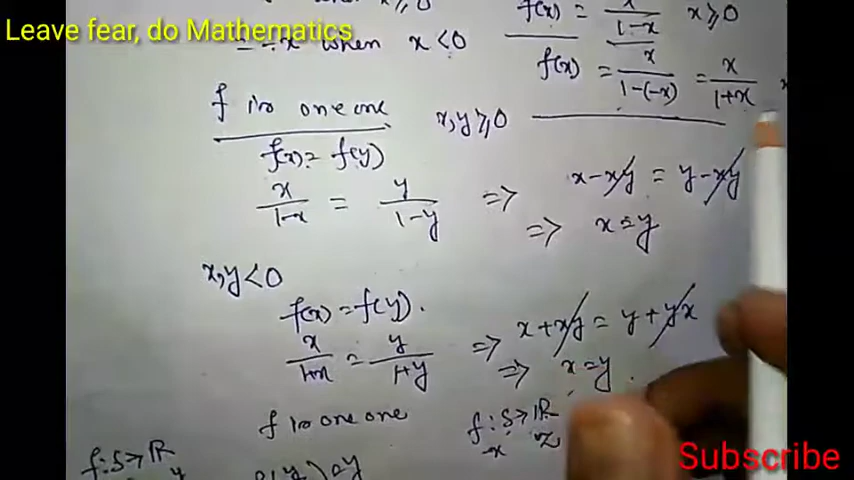 Leave fear, do Mathematics
f(x) = x/(1-x) x ≥ 0
= -x when x < 0
f(x) = x/(1-(-x)) = x/(1+x)
f is one one
x, y ≥ 0
f(x) = f(y)
x/(1-x) = y/(1-y) ⇒ x - xy = y - xy
⇒ x = y
x, y < 0
f(x) = f(y).
x/(1+x) = y/(1+y) ⇒ x + xy = y + yx
⇒ x = y.
f is one one
f : S → R
f : S → R
Subscribe